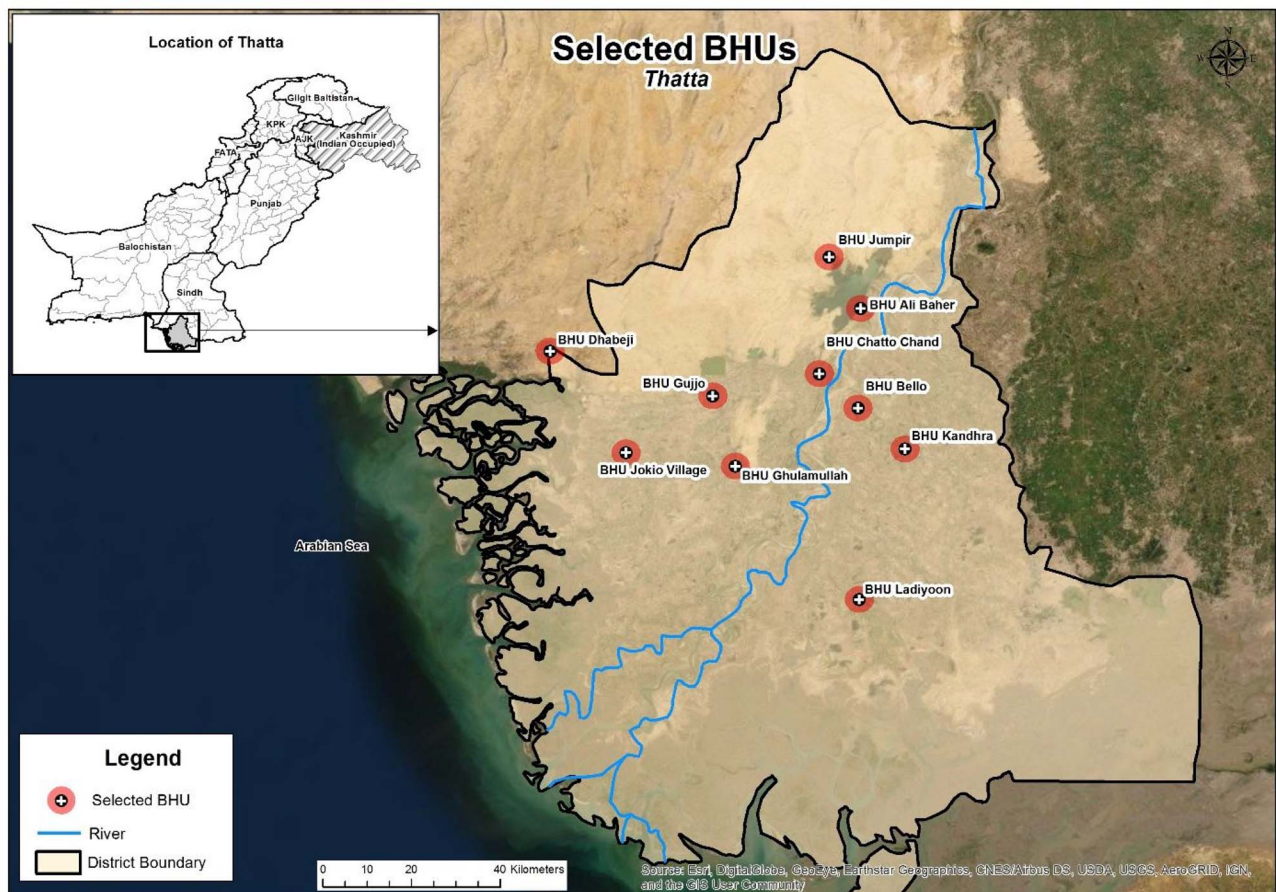 Location of Thatta
Gilgit Baltistan
KPK
AJK
Kashmir
(Indian Occupied)
FATA
Punjab
Balochistan
Sindh
Selected BHUs
Thatta
N
W
E
S
BHU Jumpir
BHU Ali Baher
BHU Dhabeji
BHU Chatto Chand
BHU Gujjo
BHU Bello
BHU Kandhra
BHU Jokio Village
BHU Ghulamullah
Arabian Sea
BHU Ladiyoon
Legend
Selected BHU
River
District Boundary
0 10 20 40 Kilometers
Source: Esri, DigitalGlobe, GeoEye, Earthstar Geographics, CNES/Airbus DS, USDA, USGS, AeroGRID, IGN,
and the GIS User Community